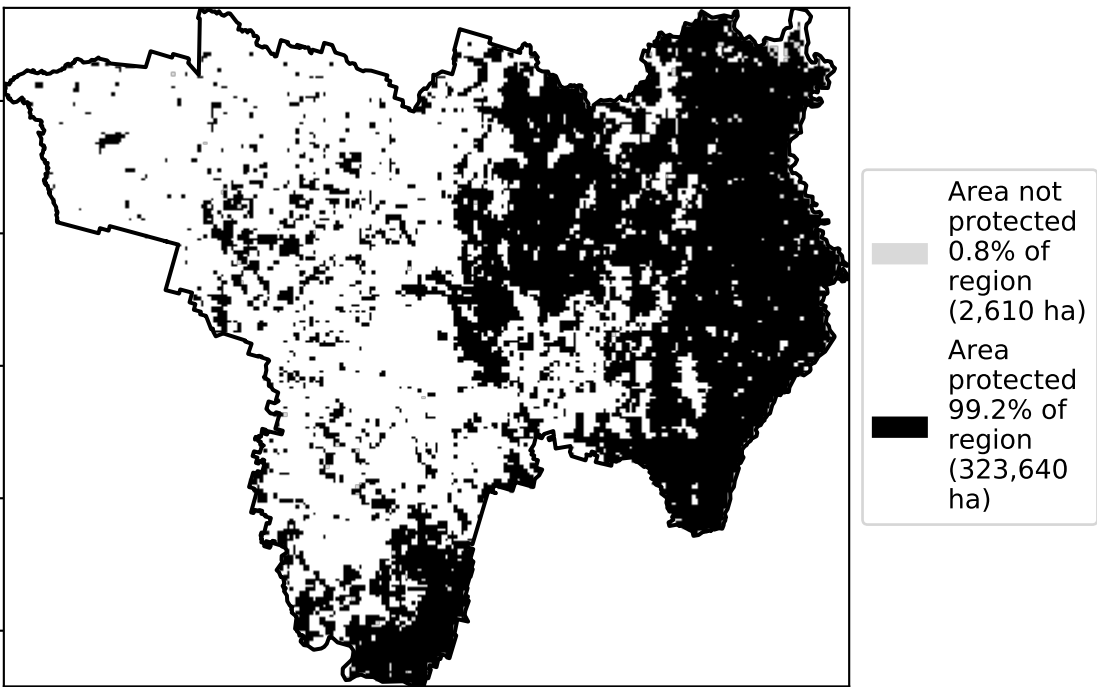 Area not
protected
0.8% of
region
(2,610 ha)
Area
protected
99.2% of
region
(323,640
ha)